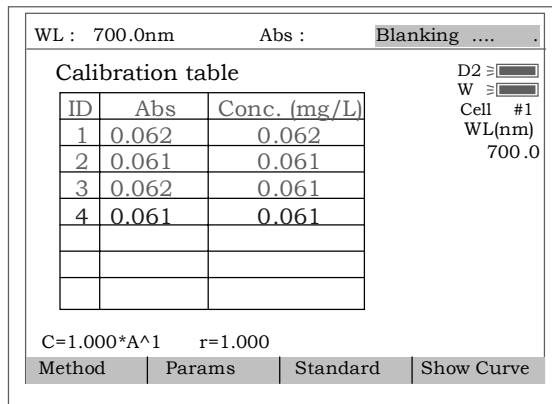 WL : 700.0nm Abs : Blanking .... .
Calibration table
D2
W
Cell #1
WL(nm)
700.0
ID Abs Conc. (mg/L)
1 0.062 0.062
2 0.061 0.061
3 0.062 0.061
4 0.061 0.061
C=1.000*A^1 r=1.000
Method Params Standard Show Curve